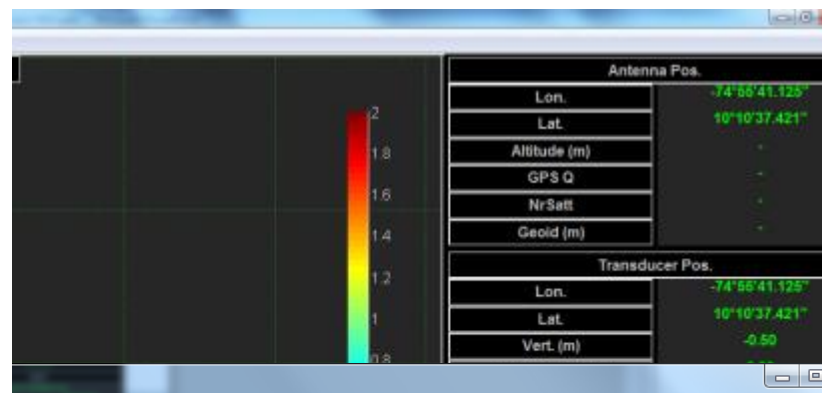 Antenna Pos.
Lon. -74°55'41.125"
Lat. 10°10'37.421"
Altitude (m) -
GPS Q -
NrSatt -
Geoid (m) -
Transducer Pos.
Lon. -74°55'41.125"
Lat. 10°10'37.421"
Vert. (m) -0.50
2
1.8
1.6
1.4
1.2
1
0.8